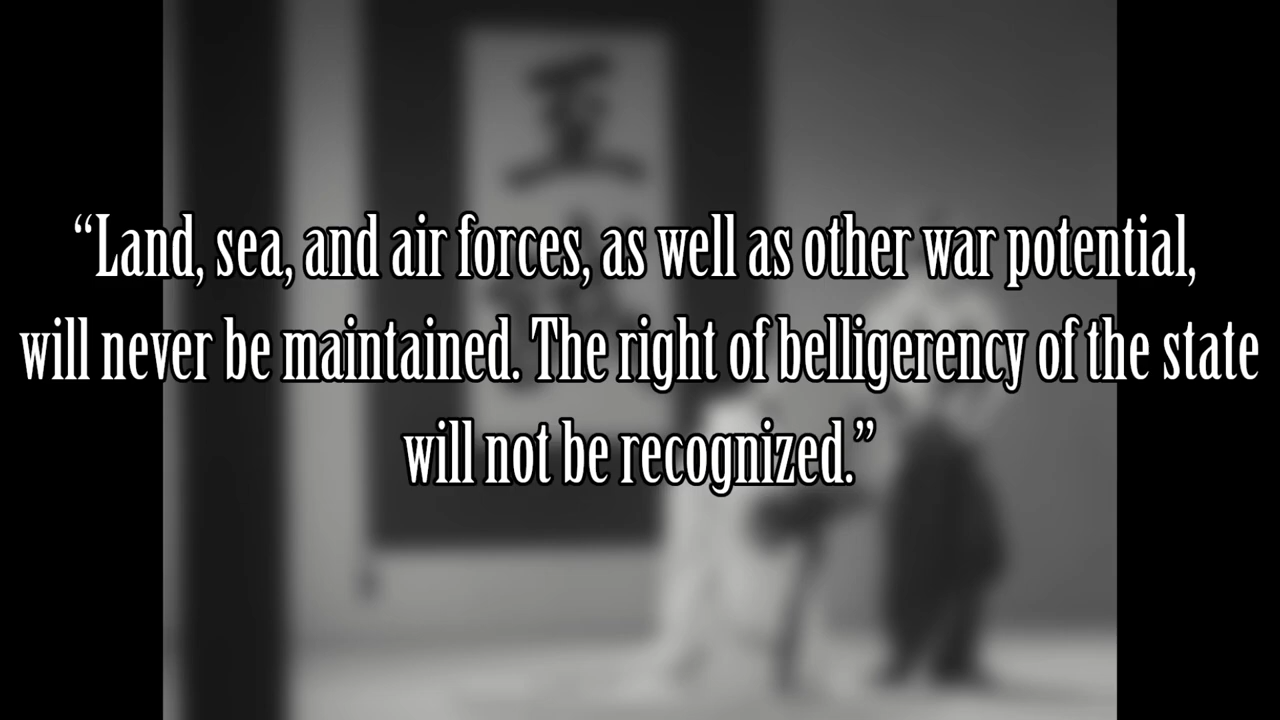 “Land, sea, and air forces, as well as other war potential,
will never be maintained. The right of belligerency of the state
will not be recognized.”